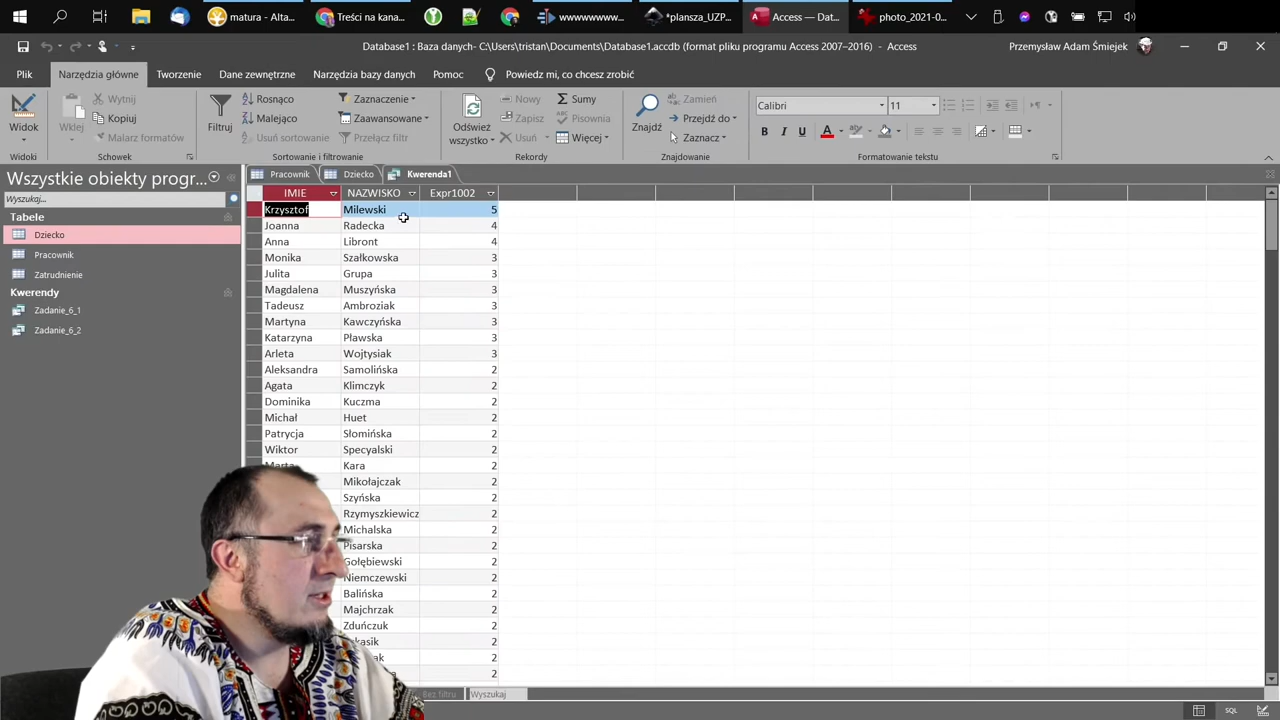 matura - Alta...
Treści na kana...
wwwwwwww...
*plansza_UZP...
Access — Dat...
photo_2021-0...
Database1 : Baza danych- C:\Users\tristan\Documents\Database1.accdb (format pliku programu Access 2007–2016) - Access
Przemysław Adam Śmiejek
Plik
Narzędzia główne
Tworzenie
Dane zewnętrzne
Narzędzia bazy danych
Pomoc
Powiedz mi, co chcesz zrobić
Widok
Widoki
Wklej
Wytnij
Kopiuj
Malarz formatów
Schowek
Filtruj
Rosnąco
Malejąco
Usuń sortowanie
Zaznaczenie
Zaawansowane
Przełącz filtr
Sortowanie i filtrowanie
Odśwież
wszystko
Nowy
Zapisz
Usuń
Sumy
Pisownia
Więcej
Rekordy
Znajdź
Zamień
Przejdź do
Zaznacz
Znajdowanie
Calibri
11
B I U
Formatowanie tekstu
Wszystkie obiekty prog...
Wyszukaj...
Tabele
Dziecko
Pracownik
Zatrudnienie
Kwerendy
Zadanie_6_1
Zadanie_6_2
Pracownik
Dziecko
Kwerenda1
IMIE NAZWISKO Expr1002
Krzysztof Milewski 5
Joanna Radecka 4
Anna Libront 4
Monika Szałkowska 3
Julita Grupa 3
Magdalena Muszyńska 3
Tadeusz Ambroziak 3
Martyna Kawczyńska 3
Katarzyna Pławska 3
Arleta Wojtysiak 3
Aleksandra Samolińska 2
Agata Klimczyk 2
Dominika Kuczma 2
Michał Huet 2
Patrycja Słomińska 2
Wiktor Specyalski 2
Marta Kara 2
Mikołajczak 2
Szyńska 2
Rzymyszkiewicz 2
Michalska 2
Pisarska 2
Gołębiewski 2
Niemczewski 2
Balińska 2
Majchrzak 2
Zduńczuk 2
2
2
2
Bez filtru
Wyszukaj
SQL